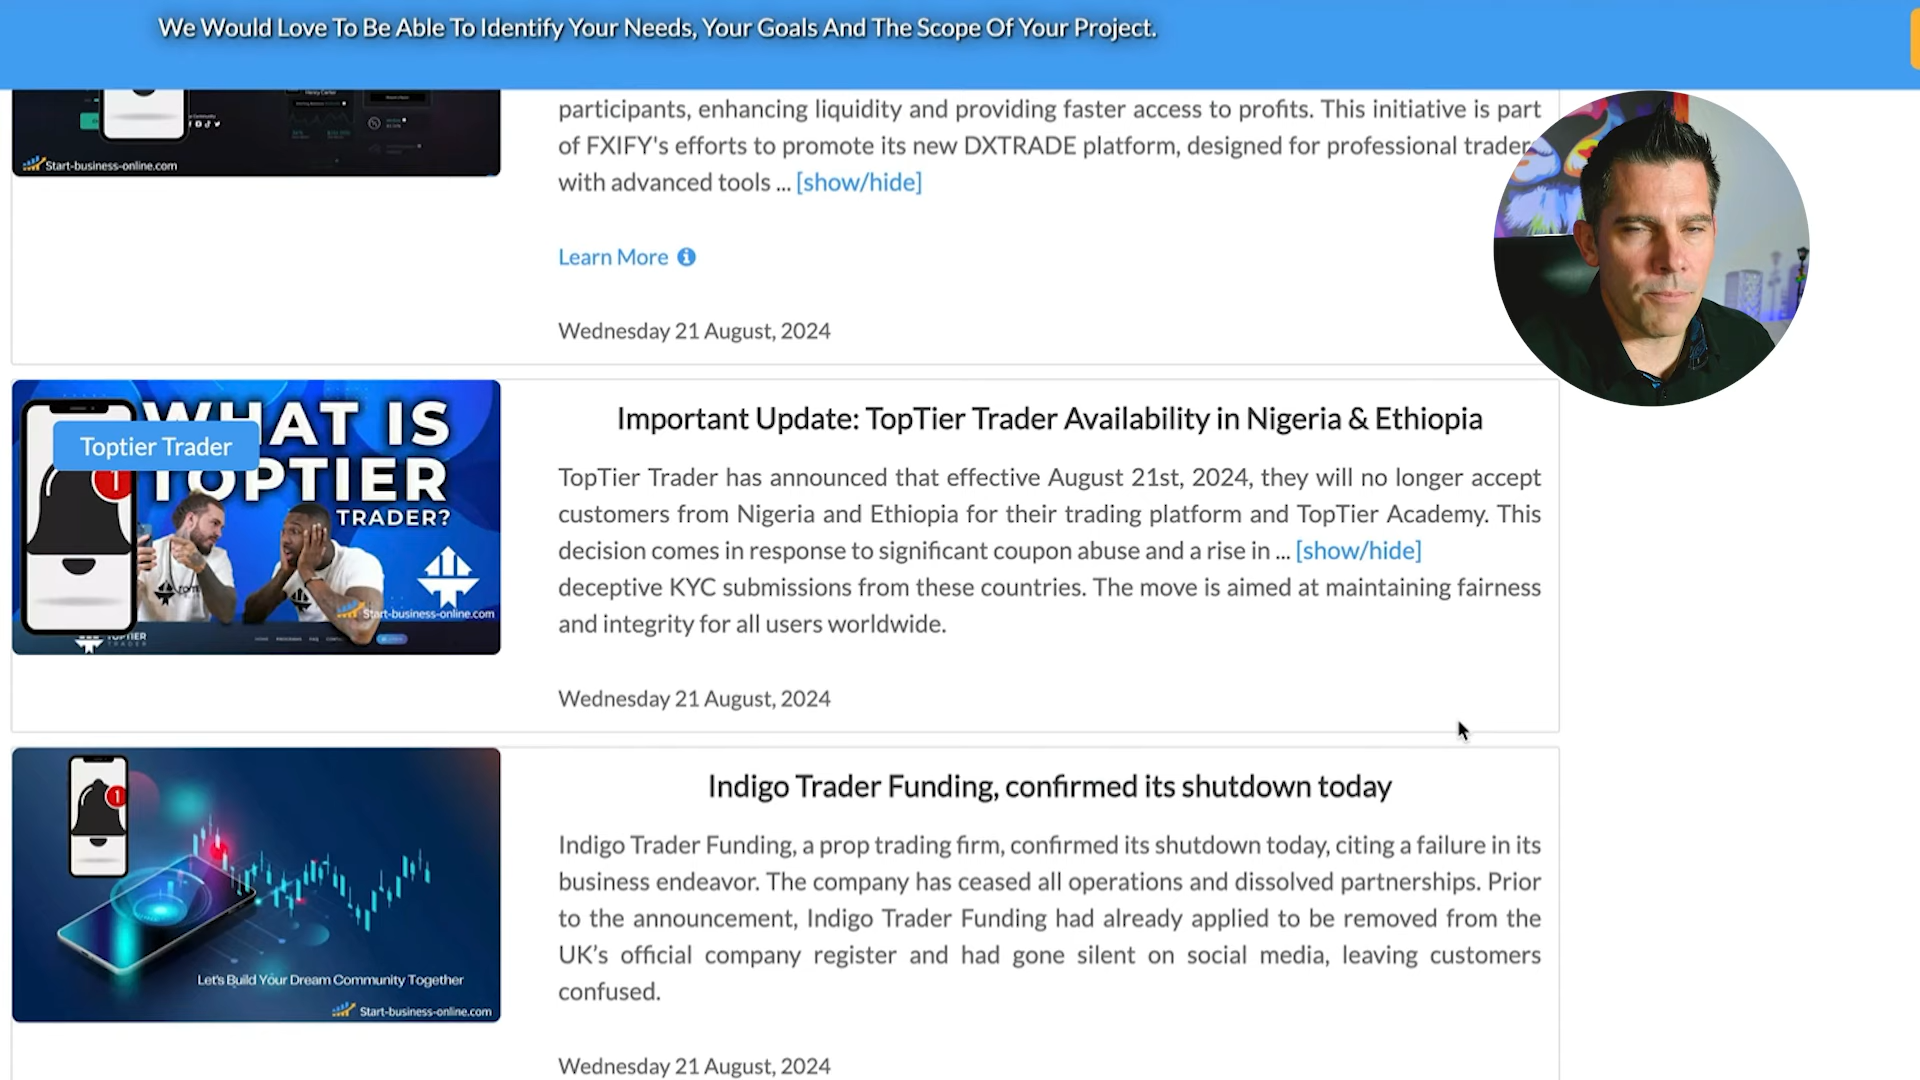 We Would Love To Be Able To Identify Your Needs, Your Goals And The Scope Of Your Project.
Start-business-online.com
participants, enhancing liquidity and providing faster access to profits. This initiative is part
of FXIFY's efforts to promote its new DXTRADE platform, designed for professional trader
with advanced tools ... [show/hide]
Learn More
Wednesday 21 August, 2024
WHAT IS
Toptier Trader
1
TOPTIER
TRADER?
Start-business-online.com
TOPTIER
TRADER
Important Update: TopTier Trader Availability in Nigeria & Ethiopia
TopTier Trader has announced that effective August 21st, 2024, they will no longer accept
customers from Nigeria and Ethiopia for their trading platform and TopTier Academy. This
decision comes in response to significant coupon abuse and a rise in ... [show/hide]
deceptive KYC submissions from these countries. The move is aimed at maintaining fairness
and integrity for all users worldwide.
Wednesday 21 August, 2024
1
Let's Build Your Dream Community Together
Start-business-online.com
Indigo Trader Funding, confirmed its shutdown today
Indigo Trader Funding, a prop trading firm, confirmed its shutdown today, citing a failure in its
business endeavor. The company has ceased all operations and dissolved partnerships. Prior
to the announcement, Indigo Trader Funding had already applied to be removed from the
UK’s official company register and had gone silent on social media, leaving customers
confused.
Wednesday 21 August, 2024